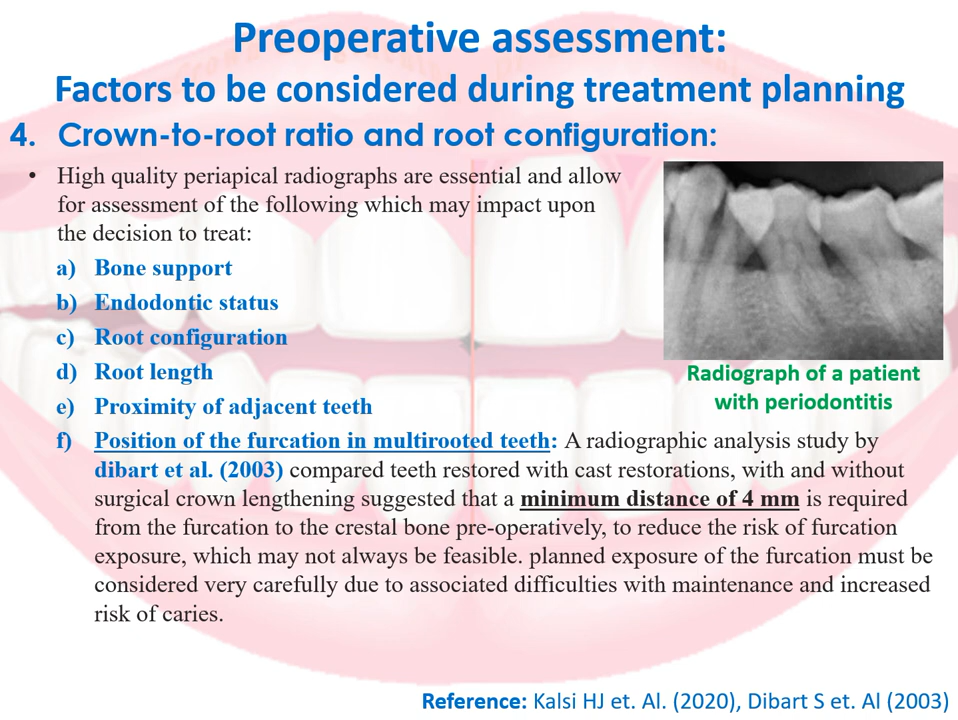 Preoperative assessment:
Factors to be considered during treatment planning
4. Crown-to-root ratio and root configuration:
• High quality periapical radiographs are essential and allow
for assessment of the following which may impact upon
the decision to treat:
a) Bone support
b) Endodontic status
c) Root configuration
d) Root length
e) Proximity of adjacent teeth
Radiograph of a patient
with periodontitis
f) Position of the furcation in multirooted teeth: A radiographic analysis study by
dibart et al. (2003) compared teeth restored with cast restorations, with and without
surgical crown lengthening suggested that a minimum distance of 4 mm is required
from the furcation to the crestal bone pre-operatively, to reduce the risk of furcation
exposure, which may not always be feasible. planned exposure of the furcation must be
considered very carefully due to associated difficulties with maintenance and increased
risk of caries.
Reference: Kalsi HJ et. Al. (2020), Dibart S et. Al (2003)